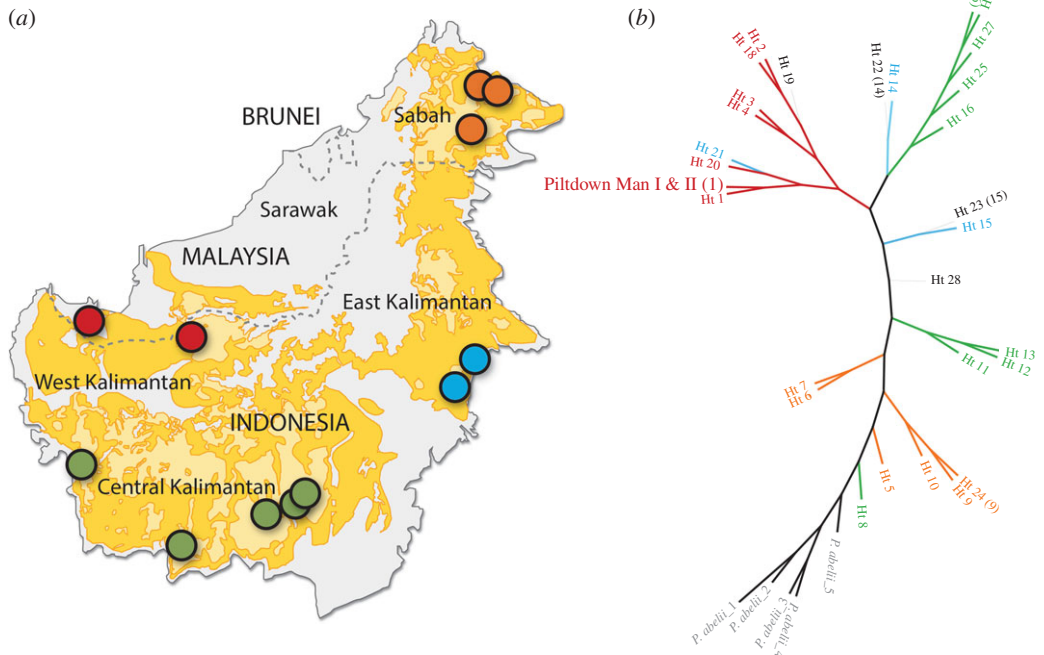 (a)
BRUNEI
Sabah
Sarawak
MALAYSIA
East Kalimantan
West Kalimantan
INDONESIA
Central Kalimantan
(b)
Ht 2
Ht 18
Ht 19
Ht 3
Ht 4
Ht 21
Ht 20
Piltdown Man I & II (1)
Ht 1
Ht 22 (14)
Ht 14
Ht 27
Ht 25
Ht 16
Ht 23 (15)
Ht 15
Ht 28
Ht 13
Ht 12
Ht 11
Ht 7
Ht 6
Ht 24 (9)
Ht 9
Ht 10
Ht 5
Ht 8
P. abelii_5
P. abelii_1
P. abelii_2
P. abelii_3